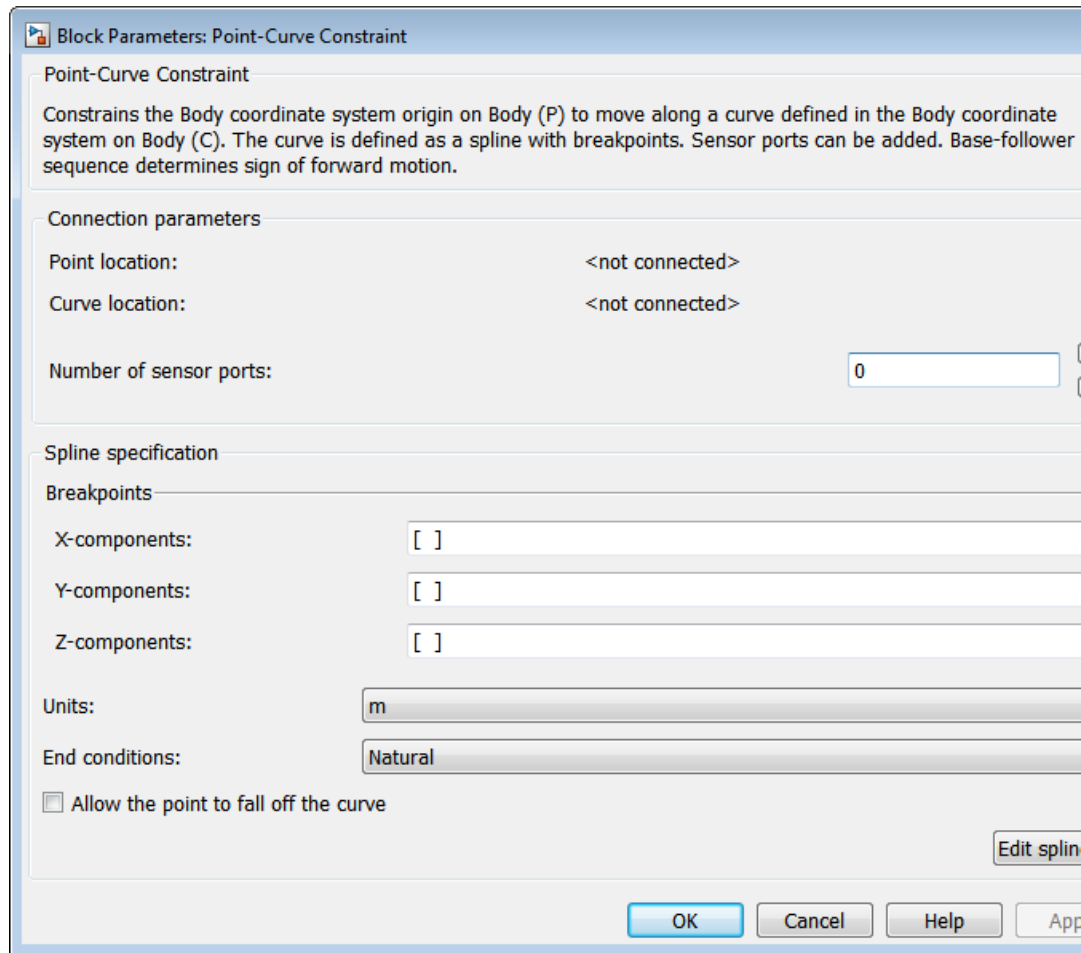 Block Parameters: Point-Curve Constraint
Point-Curve Constraint
Constrains the Body coordinate system origin on Body (P) to move along a curve defined in the Body coordinate
system on Body (C). The curve is defined as a spline with breakpoints. Sensor ports can be added. Base-follower
sequence determines sign of forward motion.
Connection parameters
Point location: <not connected>
Curve location: <not connected>
Number of sensor ports: 0
Spline specification
Breakpoints
X-components: [ ]
Y-components: [ ]
Z-components: [ ]
Units: m
End conditions: Natural
Allow the point to fall off the curve
Edit splin
OK Cancel Help App